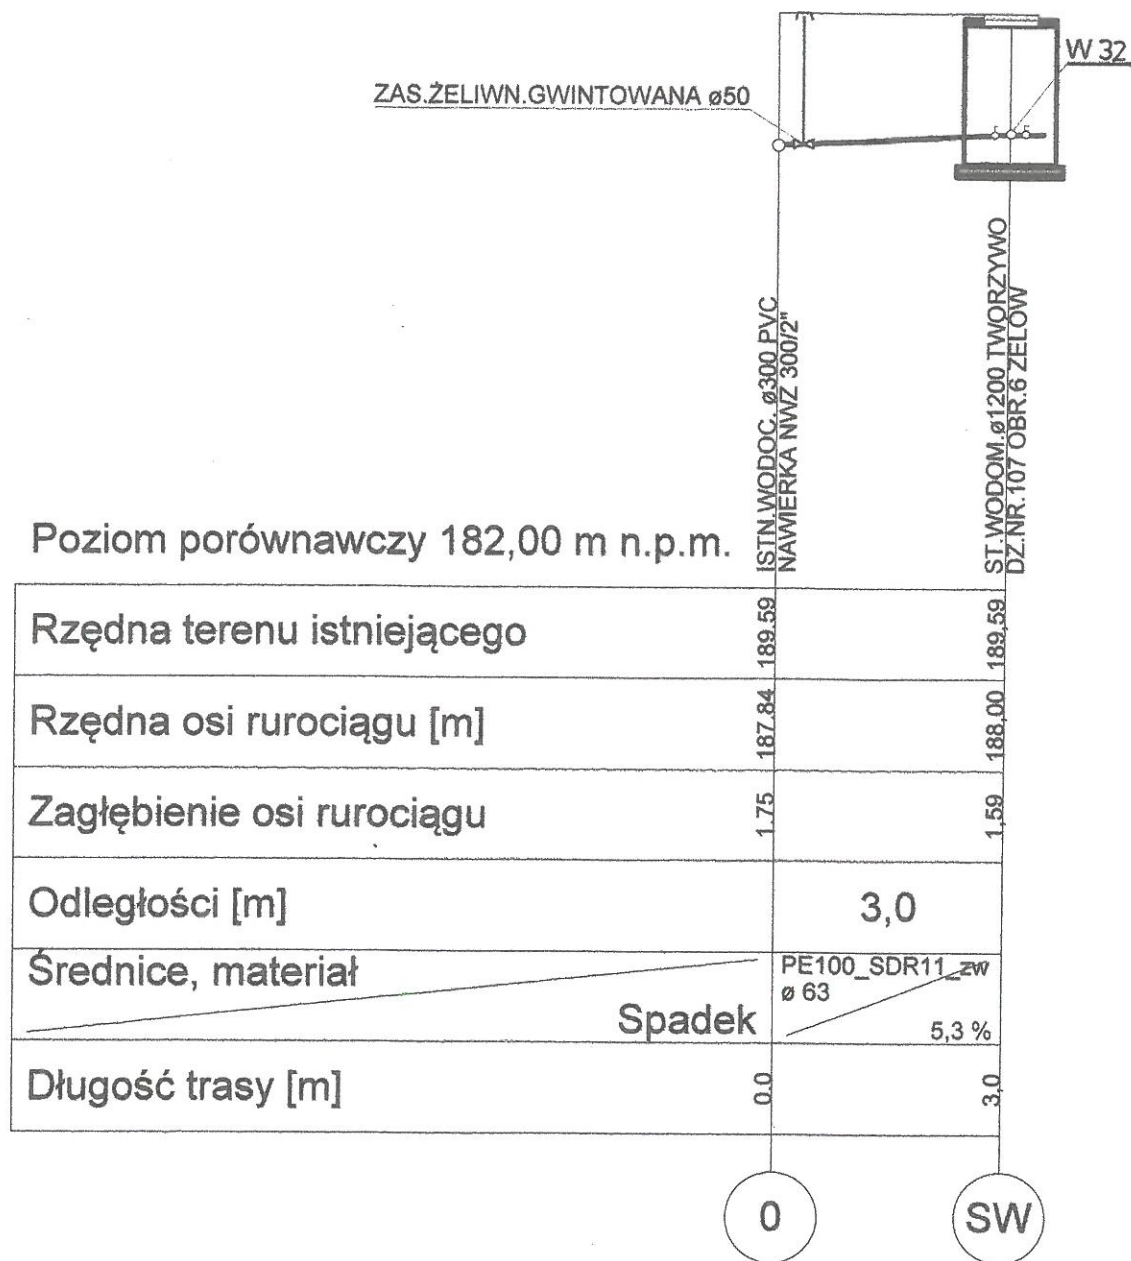 W 32
ZAS.ŻELIWN.GWINTOWANA ø50
ISTN.WODOC. ø300 PVC
NAWIERKA NWZ 300/2"
ST.WODOM.ø1200 TWORZYWO
DZ.NR.107 OBR.6 ZELÓW
Poziom porównawczy 182,00 m n.p.m.
Rzędna terenu istniejącego 189.59 189,59
Rzędna osi rurociągu [m] 187.84 188,00
Zagłębienie osi rurociągu 1.75 1,59
Odległości [m] 3,0
Średnice, materiał PE100_SDR11_zw
ø 63
Spadek 5,3 %
Długość trasy [m] 0.0 3,0
0 SW